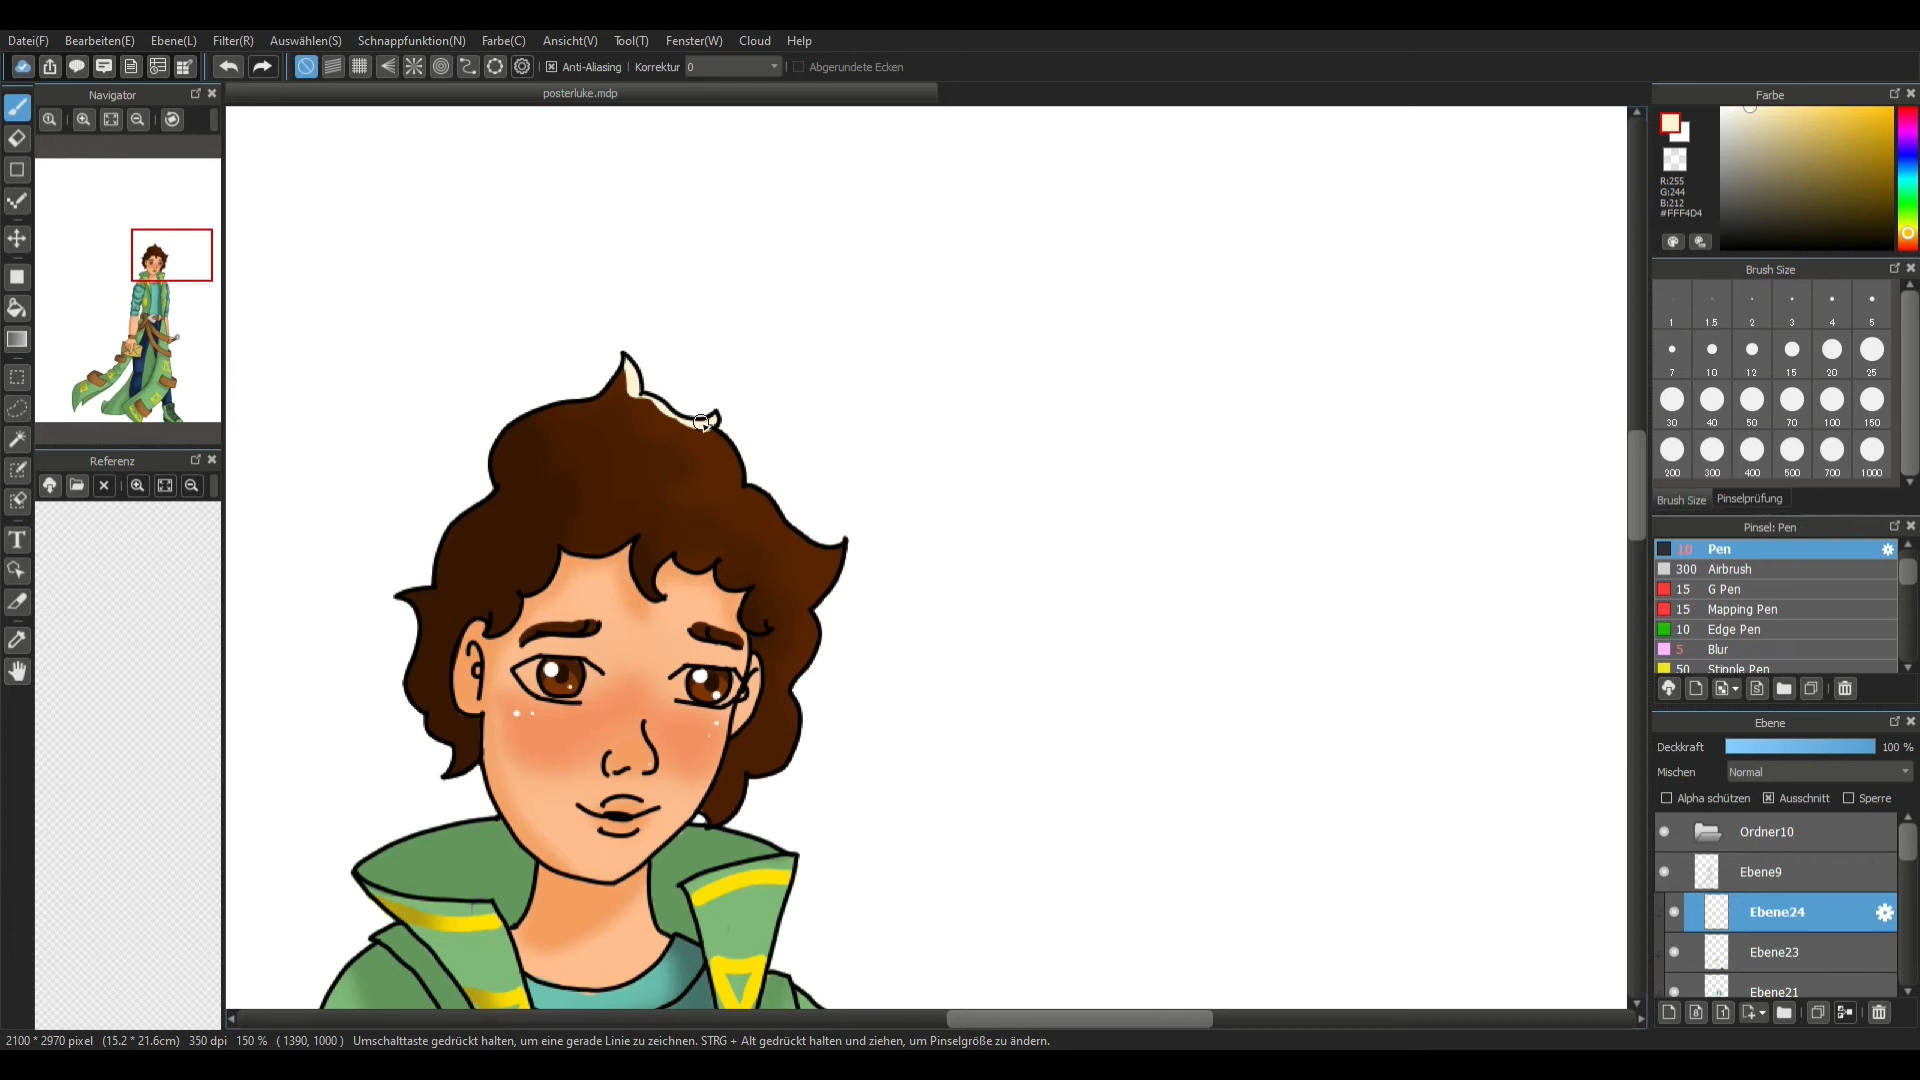 Datei(F) Bearbeiten(E) Ebene(L) Filter(R) Auswählen(S) Schnappfunktion(N) Farbe(C) Ansicht(V) Tool(T) Fenster(W) Cloud Help
Anti-Aliasing Korrektur 0 Abgerundete Ecken
Navigator
posterluke.mdp
Referenz
Farbe
R:255
G:244
B:212
#FFF4D4
Brush Size
1 1.5 2 3 4 5
7 10 12 15 20 25
30 40 50 70 100 150
200 300 400 500 700 1000
Brush Size Pinselprüfung
Pinsel: Pen
10 Pen
300 Airbrush
15 G Pen
15 Mapping Pen
10 Edge Pen
5 Blur
50 Stipple Pen
Ebene
Deckkraft 100 %
Mischen Normal
Alpha schützen Ausschnitt Sperre
Ordner10
Ebene9
Ebene24
Ebene23
Ebene21
2100 * 2970 pixel (15.2 * 21.6cm) 350 dpi 150 % ( 1390, 1000 ) Umschalttaste gedrückt halten, um eine gerade Linie zu zeichnen. STRG + Alt gedrückt halten und ziehen, um Pinselgröße zu ändern.